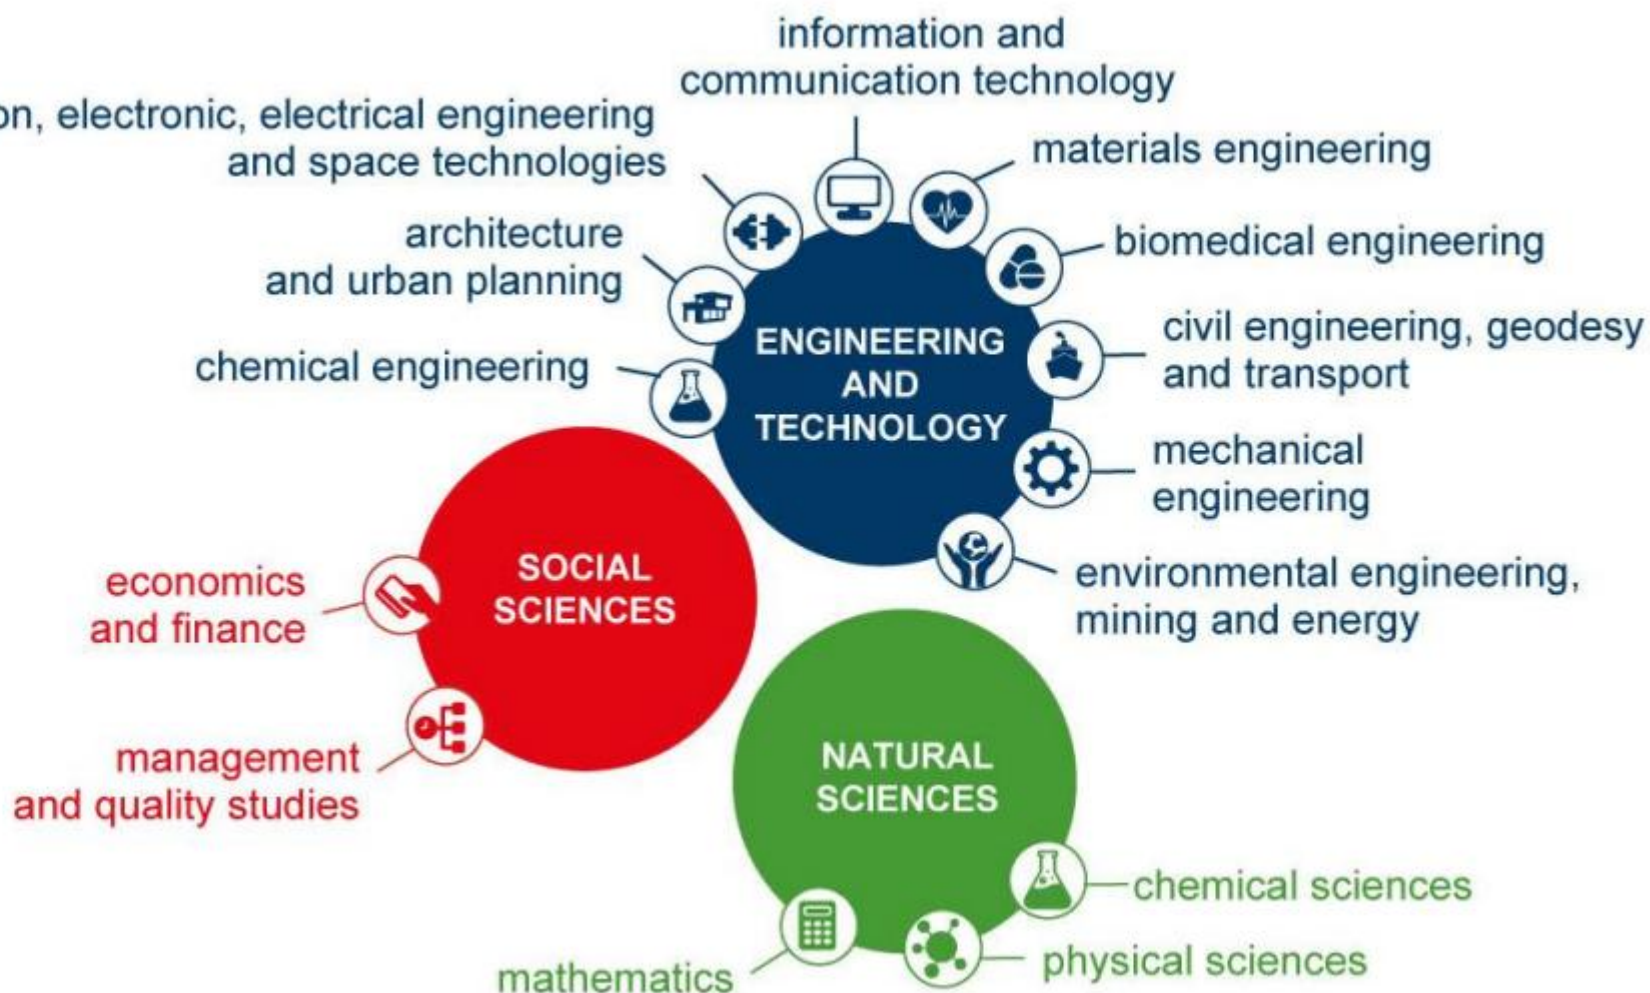 information and
communication technology
electronic, electrical engineering
and space technologies
materials engineering
architecture
and urban planning
biomedical engineering
chemical engineering
civil engineering, geodesy
and transport
ENGINEERING
AND
TECHNOLOGY
mechanical
engineering
environmental engineering,
mining and energy
SOCIAL
SCIENCES
economics
and finance
management
and quality studies
NATURAL
SCIENCES
chemical sciences
physical sciences
mathematics